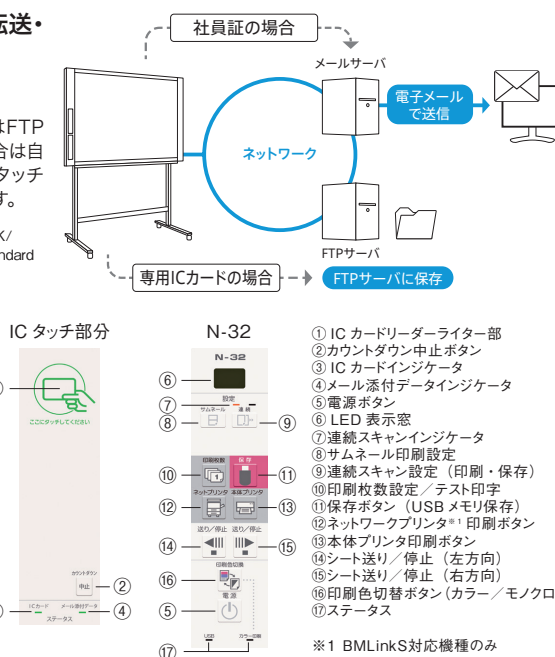 転送・
社員証の場合
メールサーバ
電子メール
で送信
はFTP
合は自
タッチ
す。
K/
ndard
ネットワーク
FTPサーバ
専用ICカードの場合
FTPサーバに保存
IC タッチ部分
ここにタッチしてください
カウントダウン
中止
②
ICカード
メール添付データ
④
ステータス
N-32
N-32
⑥
設定
⑦
サムネール
連 続
⑧
⑨
印刷枚数
保 存
⑩
⑪
ネットプリンタ
本体プリンタ
⑫
⑬
送り／停止
送り／停止
⑭
⑮
印刷色切換
⑯
電 源
⑤
USB
カラー印刷
⑰
① IC カードリーダーライター部
②カウントダウン中止ボタン
③ IC カードインジケータ
④メール添付データインジケータ
⑤電源ボタン
⑥ LED 表示窓
⑦連続スキャンインジケータ
⑧サムネール印刷設定
⑨連続スキャン設定（印刷・保存）
⑩印刷枚数設定／テスト印字
⑪保存ボタン（USBメモリ保存）
⑫ネットワークプリンタ※1 印刷ボタン
⑬本体プリンタ印刷ボタン
⑭シート送り／停止（左方向）
⑮シート送り／停止（右方向）
⑯印刷色切替ボタン(カラー／モノクロ
⑰ステータス
※1 BMLinkS対応機種のみ